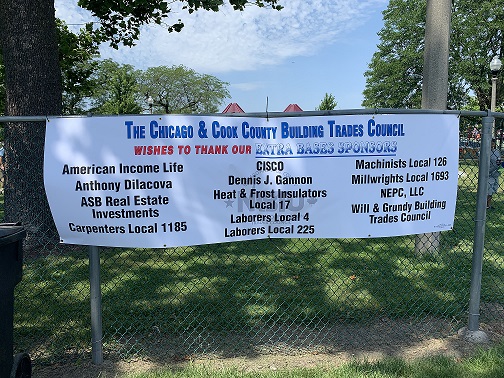 THE CHICAGO & COOK COUNTY BUILDING TRADES COUNCIL
WISHES TO THANK OUR EXTRA BASES SPONSORS
American Income Life
Anthony Dilacova
ASB Real Estate
Investments
Carpenters Local 1185
CISCO
Dennis J. Gannon
Heat & Frost Insulators
Local 17
Laborers Local 4
Laborers Local 225
Machinists Local 126
Millwrights Local 1693
NEPC, LLC
Will & Grundy Building
Trades Council